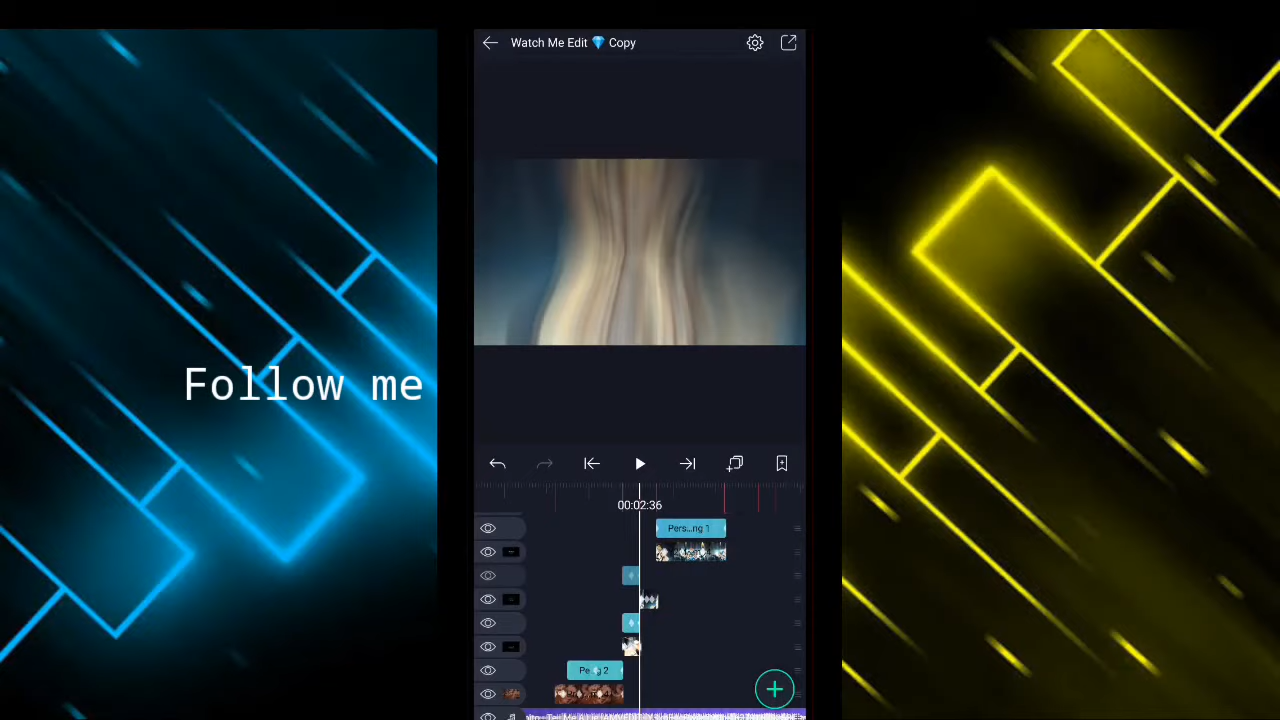 Watch Me Edit 💎 Copy
Follow me
00:02:36
Pers...ng 1
Pe...g 2